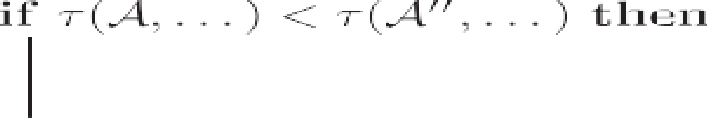 if τ(𝒜, . . . ) < τ(𝒜′′, . . . ) then